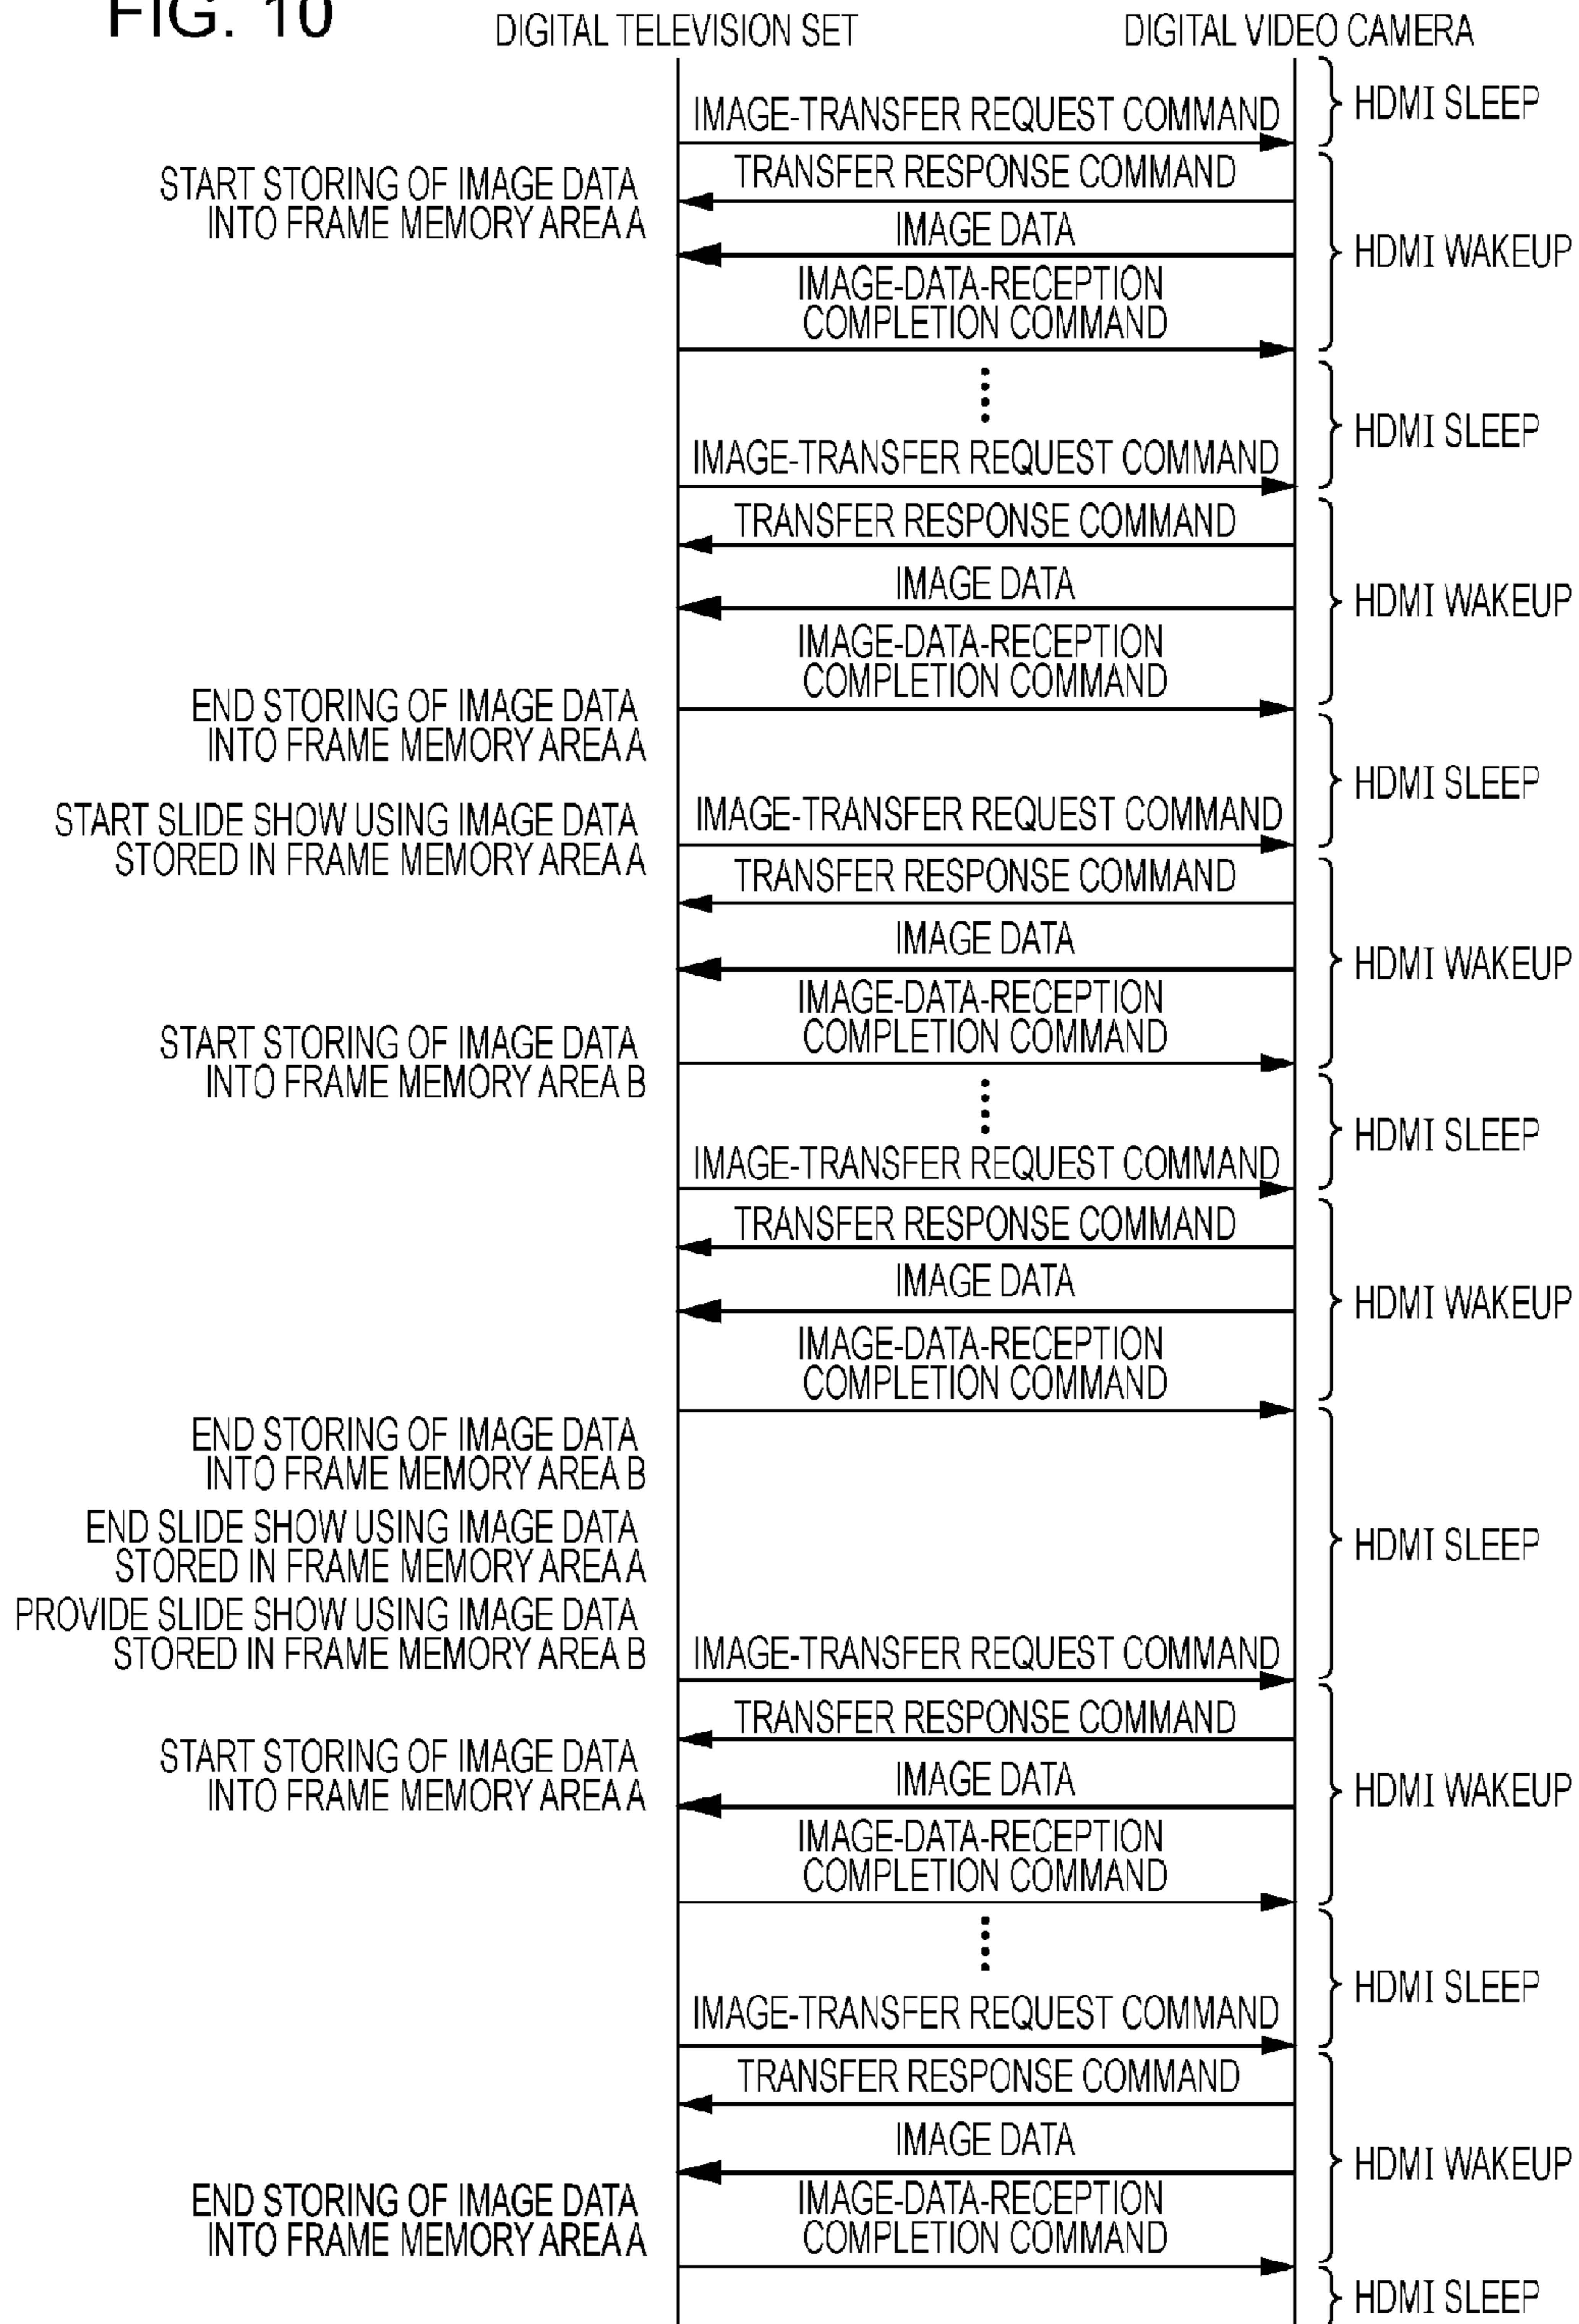 FIG. 10
DIGITAL TELEVISION SET
DIGITAL VIDEO CAMERA
HDMI SLEEP
IMAGE-TRANSFER REQUEST COMMAND
TRANSFER RESPONSE COMMAND
START STORING OF IMAGE DATA
INTO FRAME MEMORY AREA A
IMAGE DATA
HDMI WAKEUP
IMAGE-DATA-RECEPTION
COMPLETION COMMAND
HDMI SLEEP
IMAGE-TRANSFER REQUEST COMMAND
TRANSFER RESPONSE COMMAND
IMAGE DATA
HDMI WAKEUP
IMAGE-DATA-RECEPTION
COMPLETION COMMAND
END STORING OF IMAGE DATA
INTO FRAME MEMORY AREA A
HDMI SLEEP
START SLIDE SHOW USING IMAGE DATA
STORED IN FRAME MEMORY AREA A
IMAGE-TRANSFER REQUEST COMMAND
TRANSFER RESPONSE COMMAND
IMAGE DATA
HDMI WAKEUP
IMAGE-DATA-RECEPTION
COMPLETION COMMAND
START STORING OF IMAGE DATA
INTO FRAME MEMORY AREA B
HDMI SLEEP
IMAGE-TRANSFER REQUEST COMMAND
TRANSFER RESPONSE COMMAND
IMAGE DATA
HDMI WAKEUP
IMAGE-DATA-RECEPTION
COMPLETION COMMAND
END STORING OF IMAGE DATA
INTO FRAME MEMORY AREA B
END SLIDE SHOW USING IMAGE DATA
STORED IN FRAME MEMORY AREA A
HDMI SLEEP
PROVIDE SLIDE SHOW USING IMAGE DATA
STORED IN FRAME MEMORY AREA B
IMAGE-TRANSFER REQUEST COMMAND
TRANSFER RESPONSE COMMAND
START STORING OF IMAGE DATA
INTO FRAME MEMORY AREA A
IMAGE DATA
HDMI WAKEUP
IMAGE-DATA-RECEPTION
COMPLETION COMMAND
HDMI SLEEP
IMAGE-TRANSFER REQUEST COMMAND
TRANSFER RESPONSE COMMAND
IMAGE DATA
HDMI WAKEUP
END STORING OF IMAGE DATA
INTO FRAME MEMORY AREA A
IMAGE-DATA-RECEPTION
COMPLETION COMMAND
HDMI SLEEP